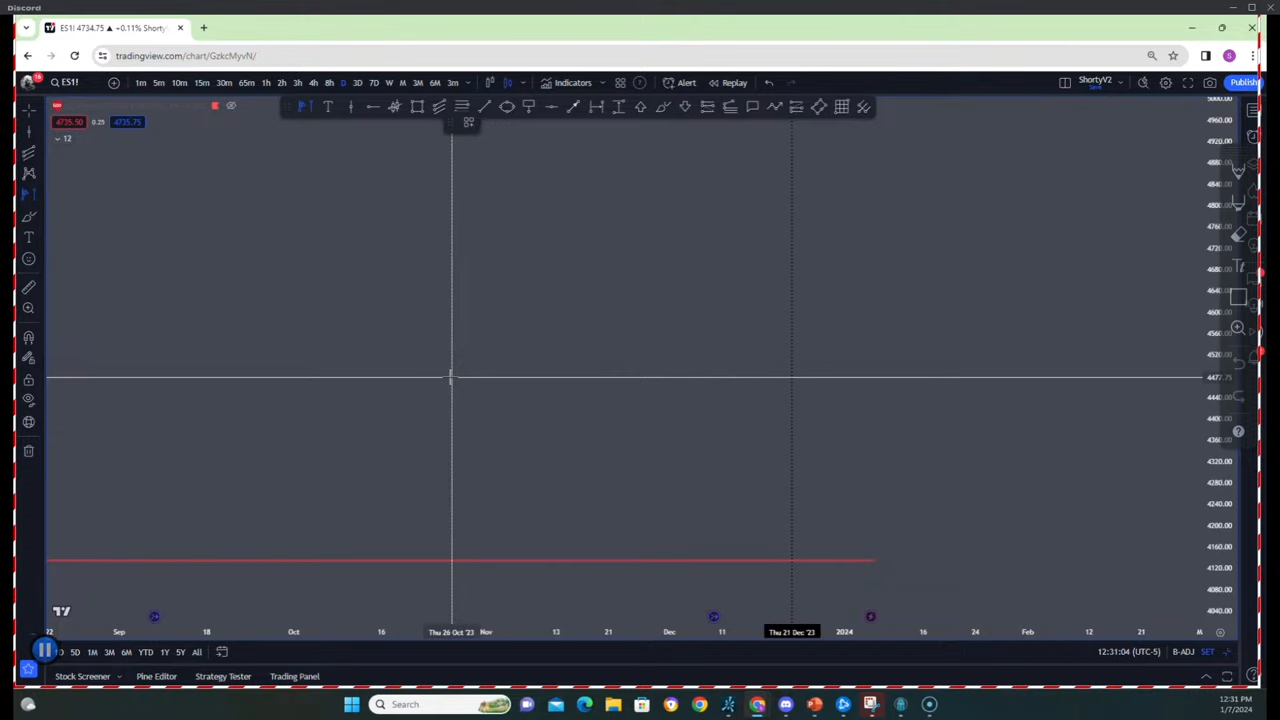 Discord
ES1! 4734.75 ▲ +0.11% Shorty
tradingview.com/chart/GzkcMyvN/
16
ES1!
1m 5m 10m 15m 30m 65m 1h 2h 3h 4h 8h D 3D 7D W M 3M 6M 3m
Indicators
Alert
Replay
ShortyV2
Save
Publish
4735.50 0.25 4735.75
12
5000.00
4960.00
4920.00
4880.00
4840.00
4800.00
4760.00
4720.00
4680.00
4640.00
4600.00
4560.00
4520.00
4477.75
4440.00
4400.00
4360.00
4320.00
4280.00
4240.00
4200.00
4160.00
4120.00
4080.00
4040.00
22 Sep 18 Oct 16 Thu 26 Oct '23 Nov 13 21 Dec 11 Thu 21 Dec '23 2024 16 Feb 12 21 M
5D 1M 3M 6M YTD 1Y 5Y All
12:31:04 (UTC-5) B-ADJ SET
Stock Screener Pine Editor Strategy Tester Trading Panel
Search
12:31 PM
1/7/2024